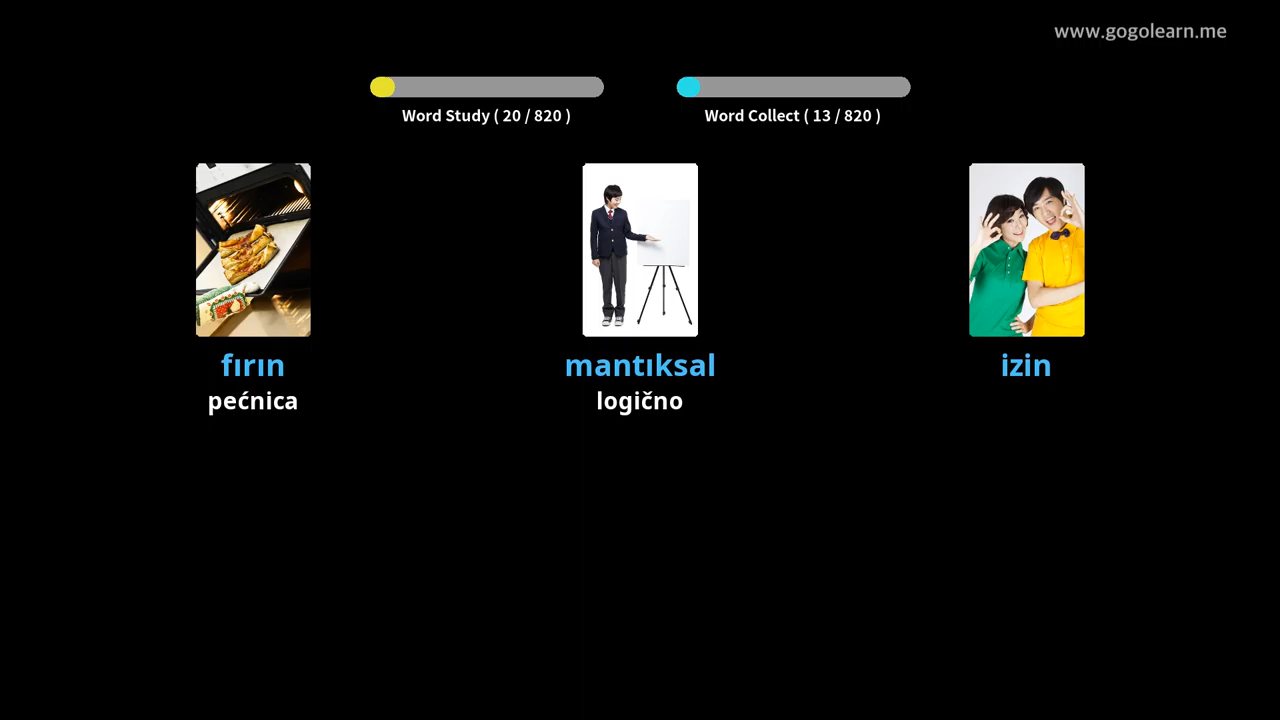 www.gogolearn.me
Word Study ( 20 / 820 )
Word Collect ( 13 / 820 )
fırın
pećnica
mantıksal
logično
izin